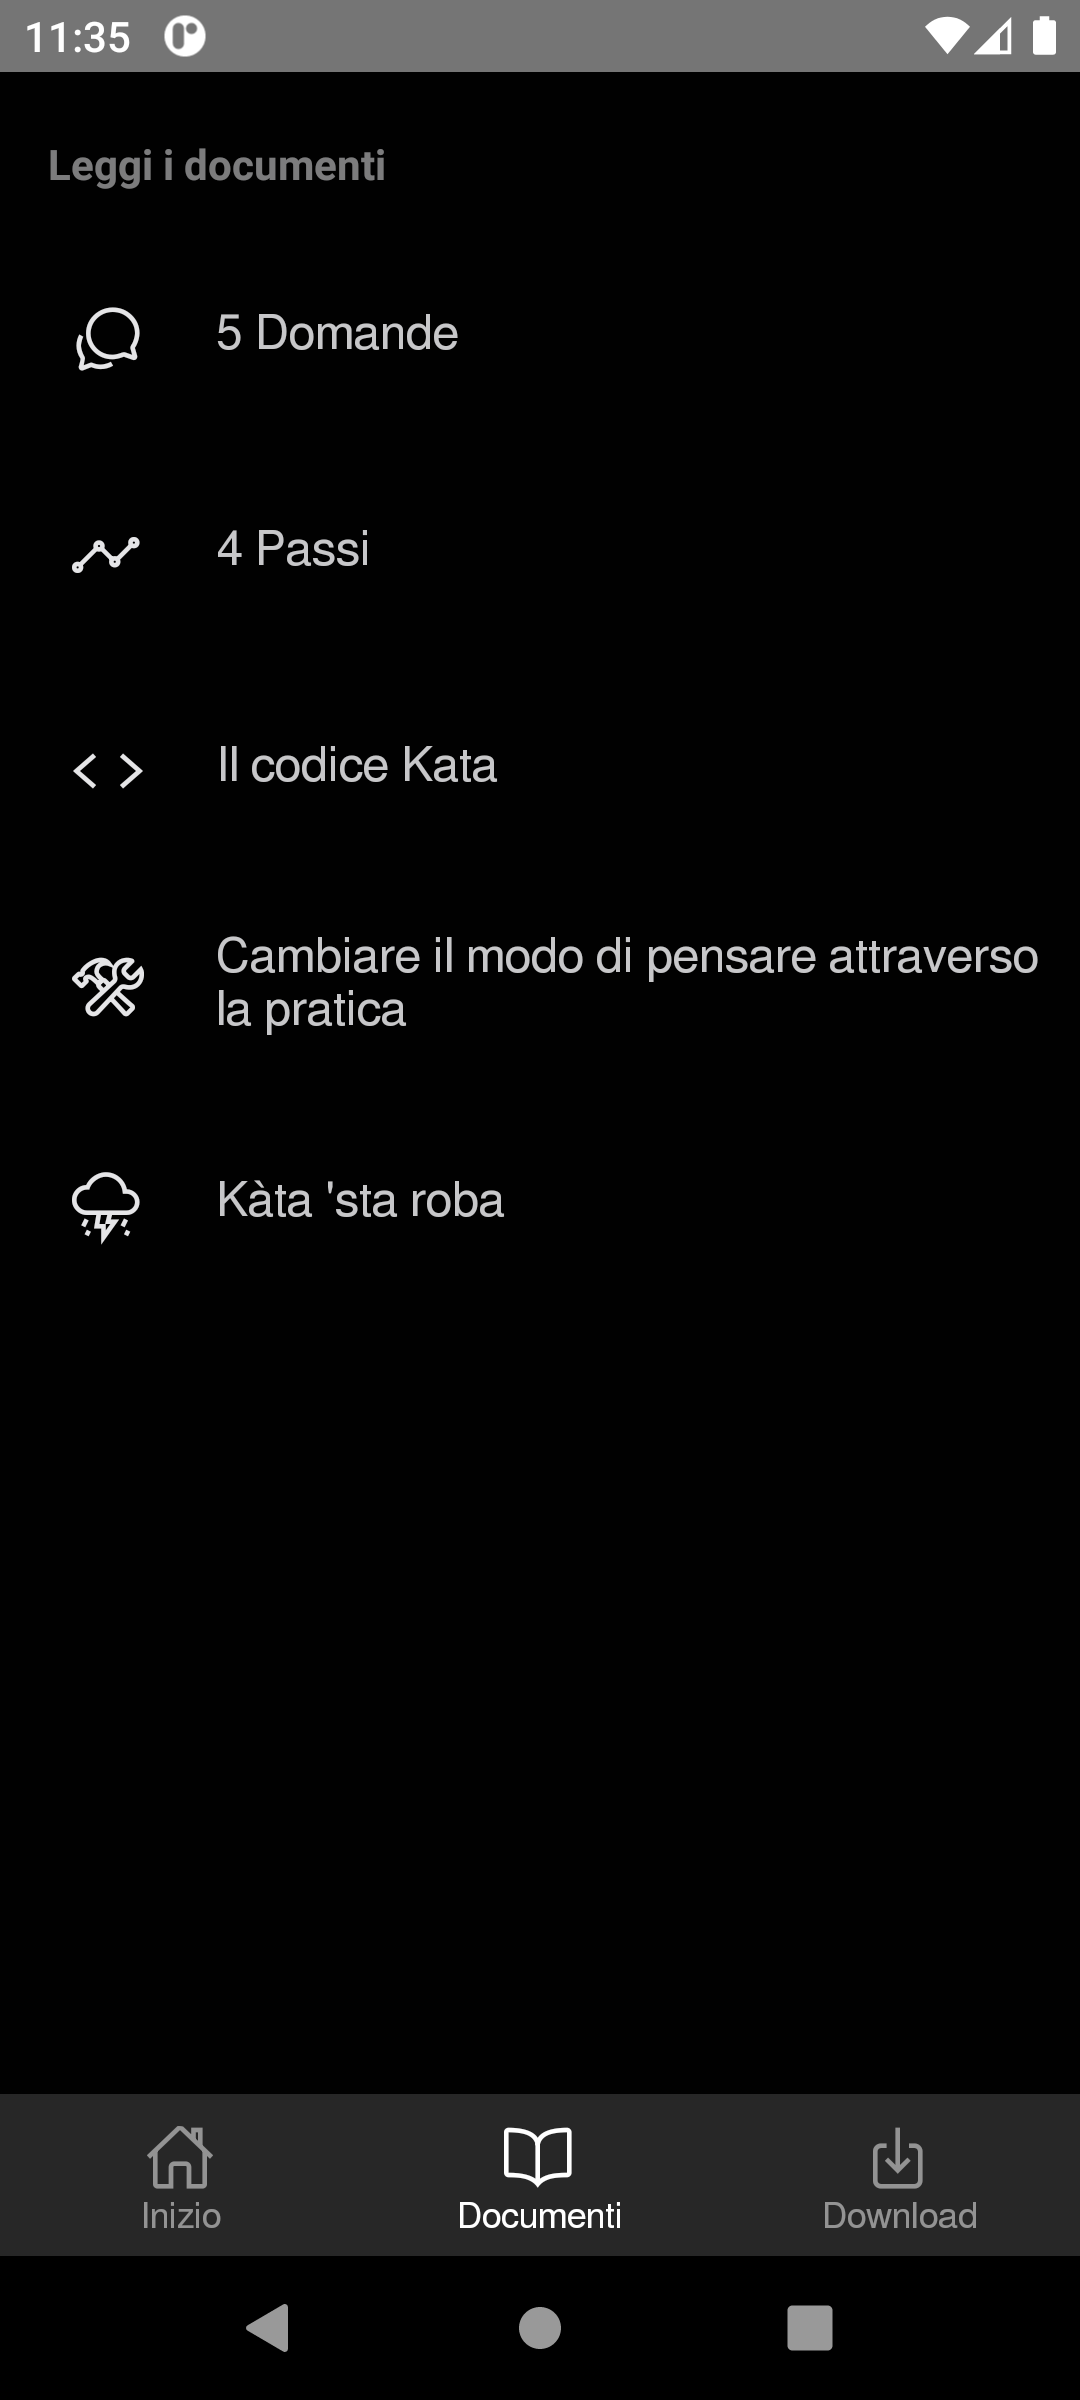 11:35
Leggi i documenti
5 Domande
4 Passi
Il codice Kata
Cambiare il modo di pensare attraverso
la pratica
Kàta 'sta roba
Inizio
Documenti
Download